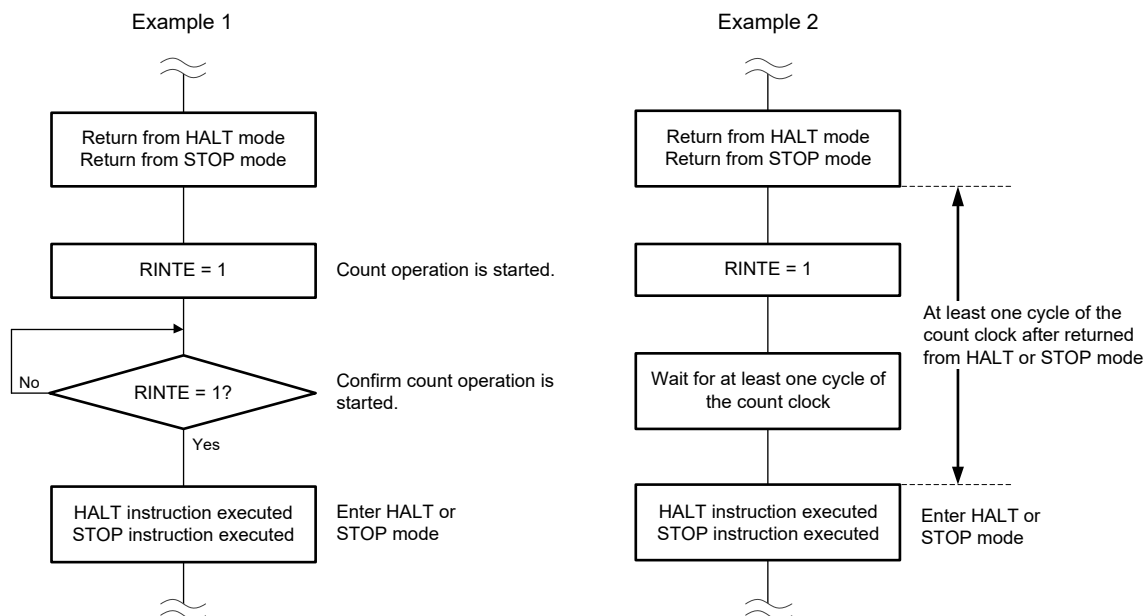 Example 1
Return from HALT mode
Return from STOP mode
RINTE = 1
Count operation is started.
RINTE = 1?
No
Yes
Confirm count operation is
started.
HALT instruction executed
STOP instruction executed
Enter HALT or
STOP mode
Example 2
Return from HALT mode
Return from STOP mode
RINTE = 1
Wait for at least one cycle of
the count clock
At least one cycle of the
count clock after returned
from HALT or STOP mode
HALT instruction executed
STOP instruction executed
Enter HALT or
STOP mode